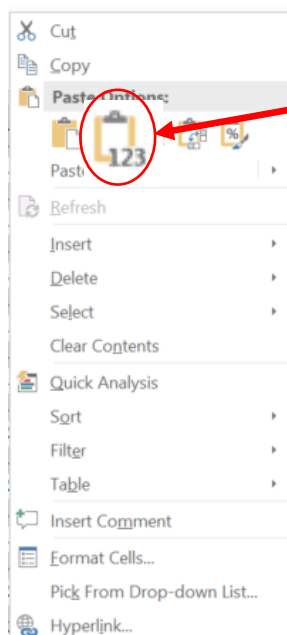 Cut
Copy
Paste Options:
123
%
Refresh
Insert
Delete
Select
Clear Contents
Quick Analysis
Sort
Filter
Table
Insert Comment
Format Cells...
Pick From Drop-down List...
Hyperlink...